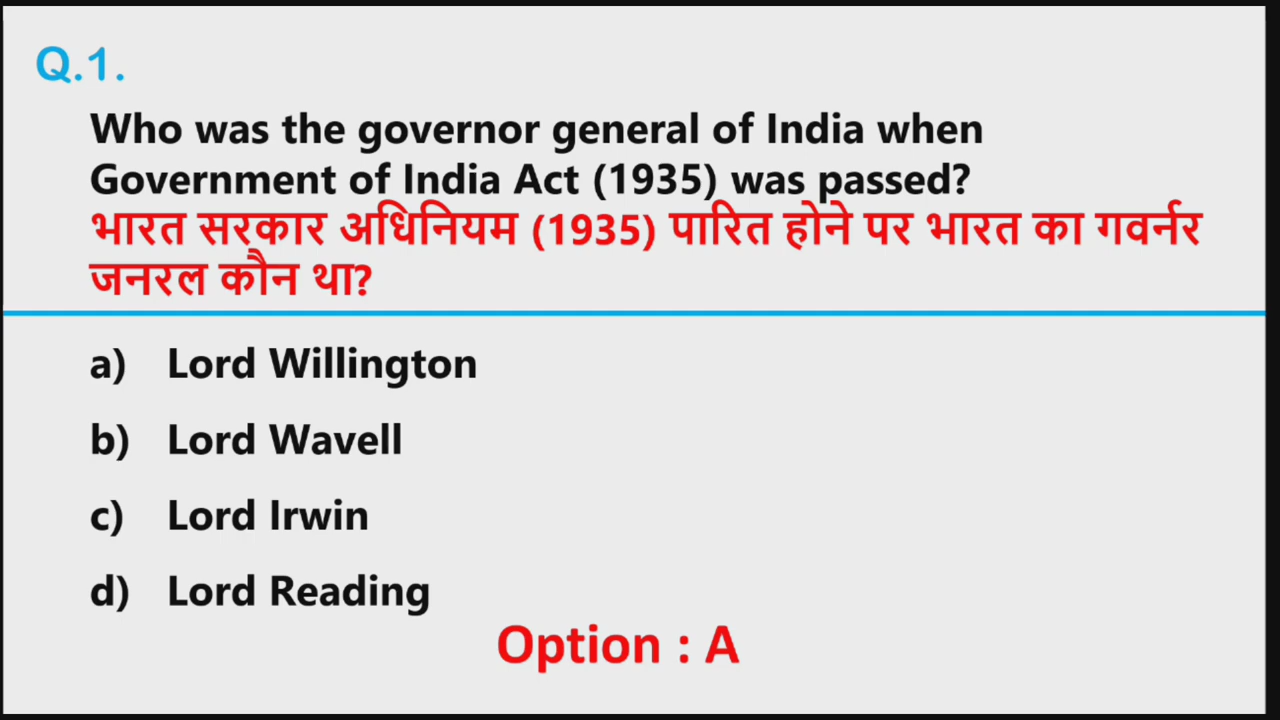 Q.1.
Who was the governor general of India when
Government of India Act (1935) was passed?
भारत सरकार अधिनियम (1935) पारित होने पर भारत का गवर्नर
जनरल कौन था?
a) Lord Willington
b) Lord Wavell
c) Lord Irwin
d) Lord Reading
Option : A